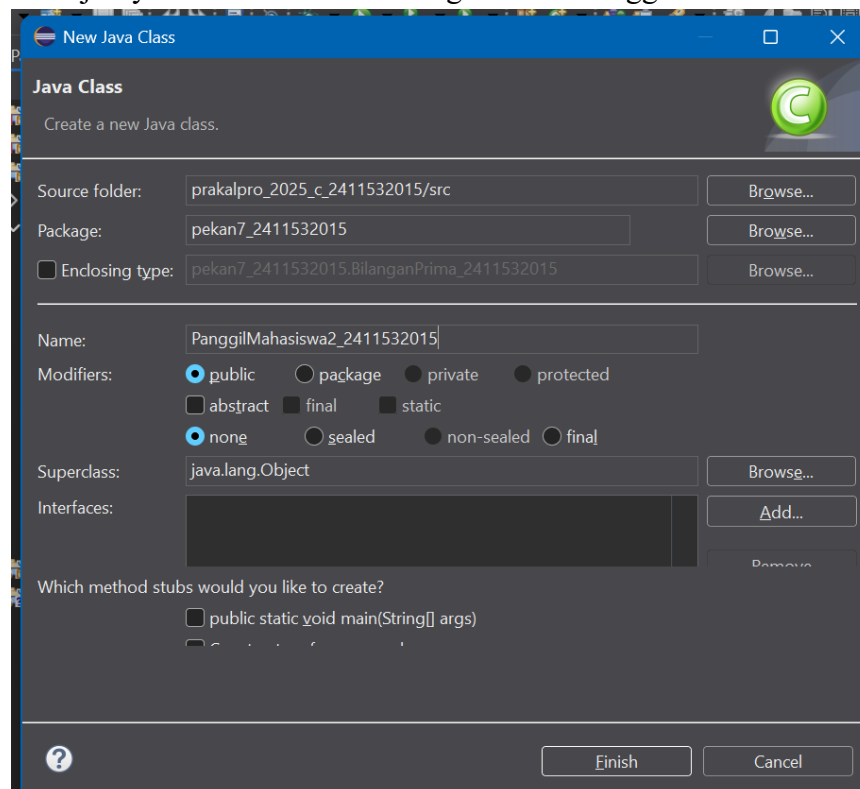 New Java Class
Java Class
Create a new Java class.
Source folder: prakalpro_2025_c_2411532015/src Browse...
Package: pekan7_2411532015 Browse...
Enclosing type: pekan7_2411532015.BilanganPrima_2411532015 Browse...
Name: PanggilMahasiswa2_2411532015
Modifiers: public package private protected
abstract final static
none sealed non-sealed final
Superclass: java.lang.Object Browse...
Interfaces: Add...
Remove
Which method stubs would you like to create?
public static void main(String[] args)
Finish Cancel